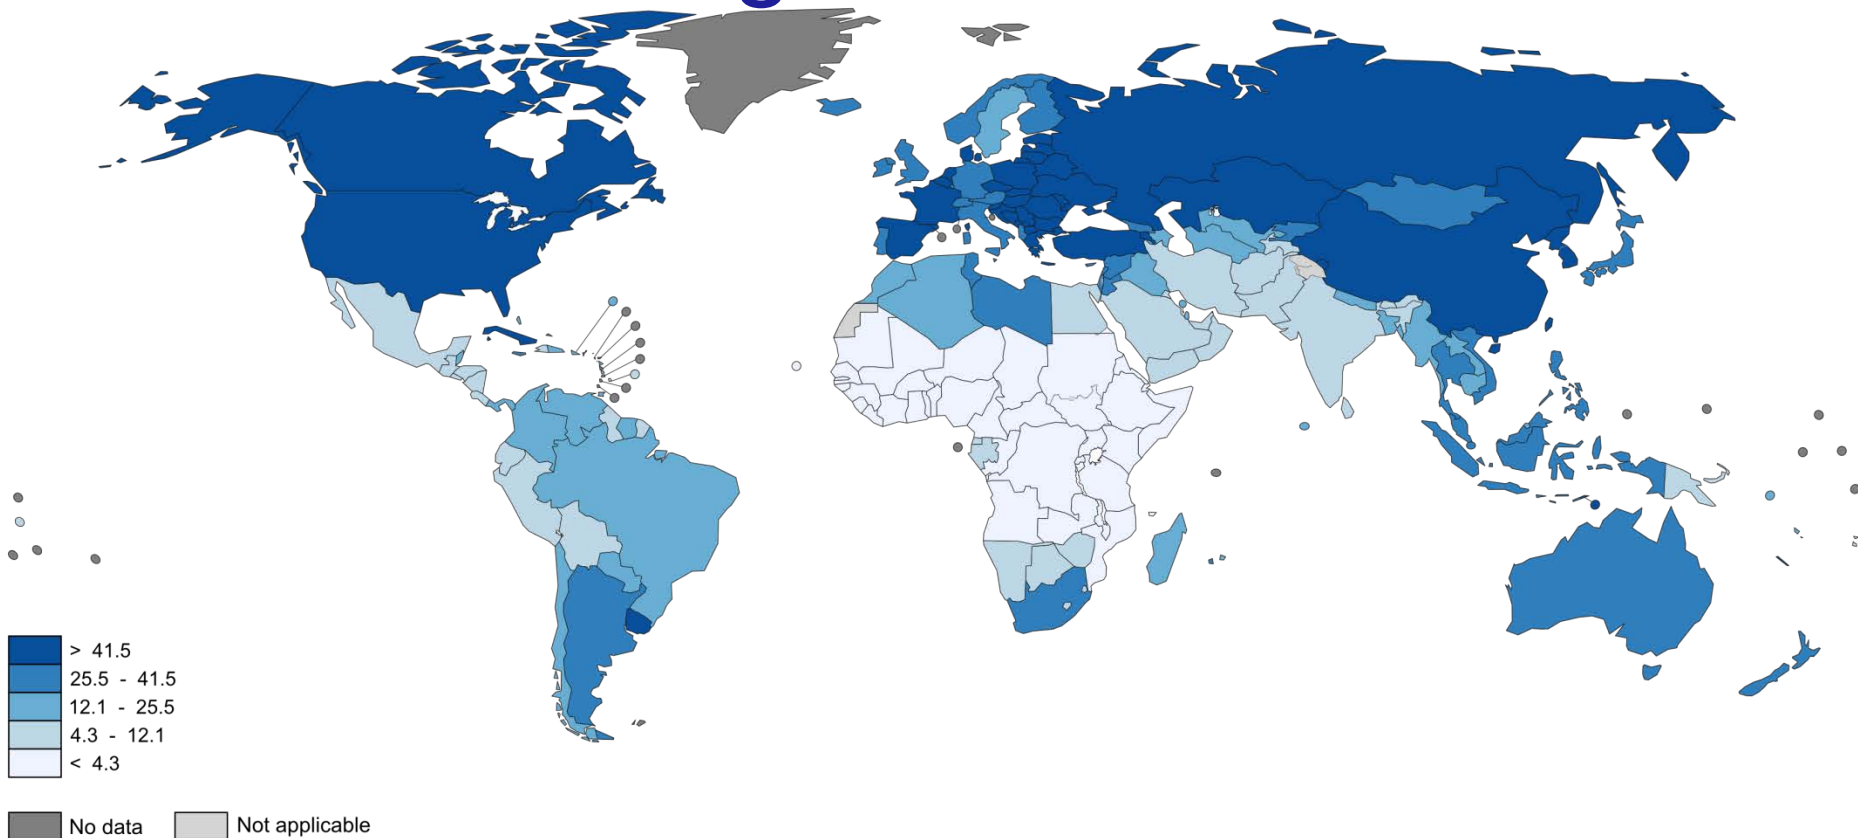 > 41.5
25.5 - 41.5
12.1 - 25.5
4.3 - 12.1
< 4.3
No data
Not applicable